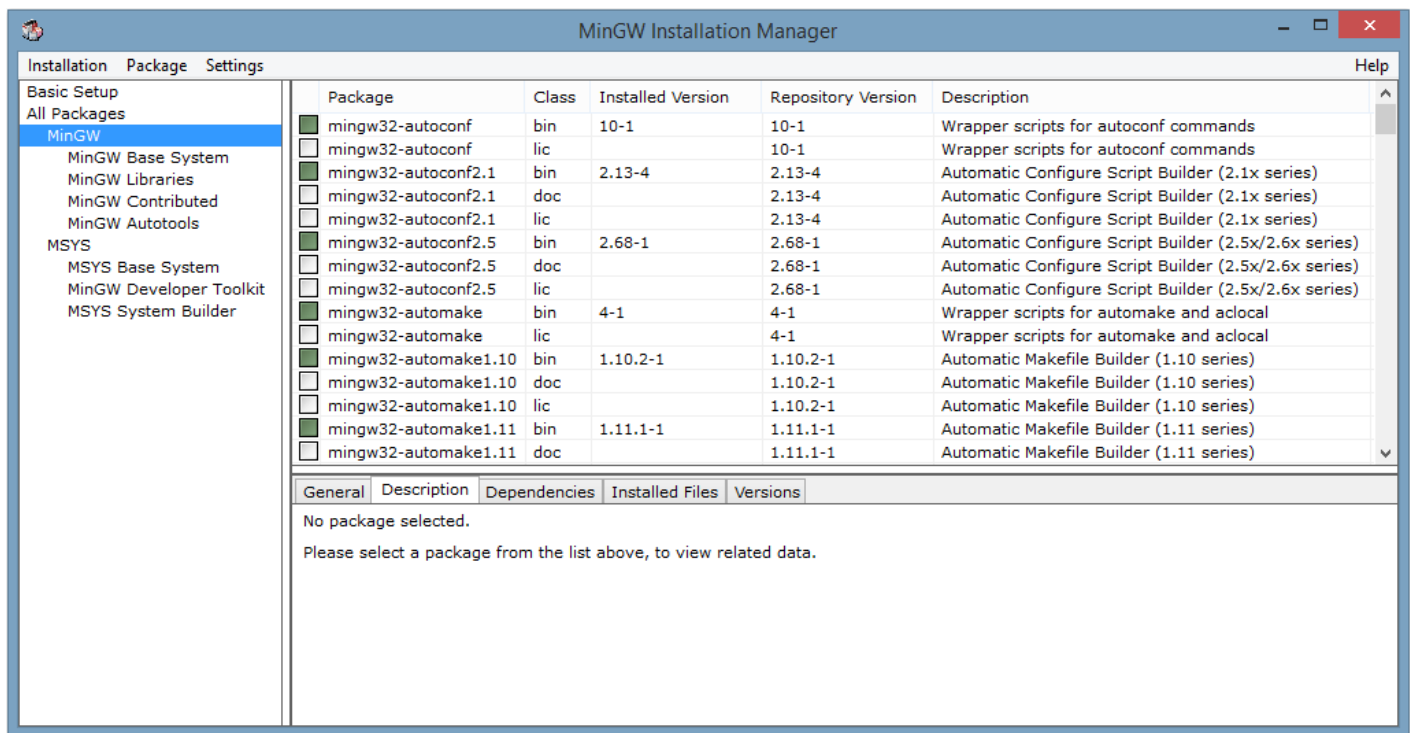 MinGW Installation Manager
Installation Package Settings Help
Basic Setup
All Packages
MinGW
MinGW Base System
MinGW Libraries
MinGW Contributed
MinGW Autotools
MSYS
MSYS Base System
MinGW Developer Toolkit
MSYS System Builder
Package Class Installed Version Repository Version Description
mingw32-autoconf bin 10-1 10-1 Wrapper scripts for autoconf commands
mingw32-autoconf lic 10-1 Wrapper scripts for autoconf commands
mingw32-autoconf2.1 bin 2.13-4 2.13-4 Automatic Configure Script Builder (2.1x series)
mingw32-autoconf2.1 doc 2.13-4 Automatic Configure Script Builder (2.1x series)
mingw32-autoconf2.1 lic 2.13-4 Automatic Configure Script Builder (2.1x series)
mingw32-autoconf2.5 bin 2.68-1 2.68-1 Automatic Configure Script Builder (2.5x/2.6x series)
mingw32-autoconf2.5 doc 2.68-1 Automatic Configure Script Builder (2.5x/2.6x series)
mingw32-autoconf2.5 lic 2.68-1 Automatic Configure Script Builder (2.5x/2.6x series)
mingw32-automake bin 4-1 4-1 Wrapper scripts for automake and aclocal
mingw32-automake lic 4-1 Wrapper scripts for automake and aclocal
mingw32-automake1.10 bin 1.10.2-1 1.10.2-1 Automatic Makefile Builder (1.10 series)
mingw32-automake1.10 doc 1.10.2-1 Automatic Makefile Builder (1.10 series)
mingw32-automake1.10 lic 1.10.2-1 Automatic Makefile Builder (1.10 series)
mingw32-automake1.11 bin 1.11.1-1 1.11.1-1 Automatic Makefile Builder (1.11 series)
mingw32-automake1.11 doc 1.11.1-1 Automatic Makefile Builder (1.11 series)
General Description Dependencies Installed Files Versions
No package selected.
Please select a package from the list above, to view related data.